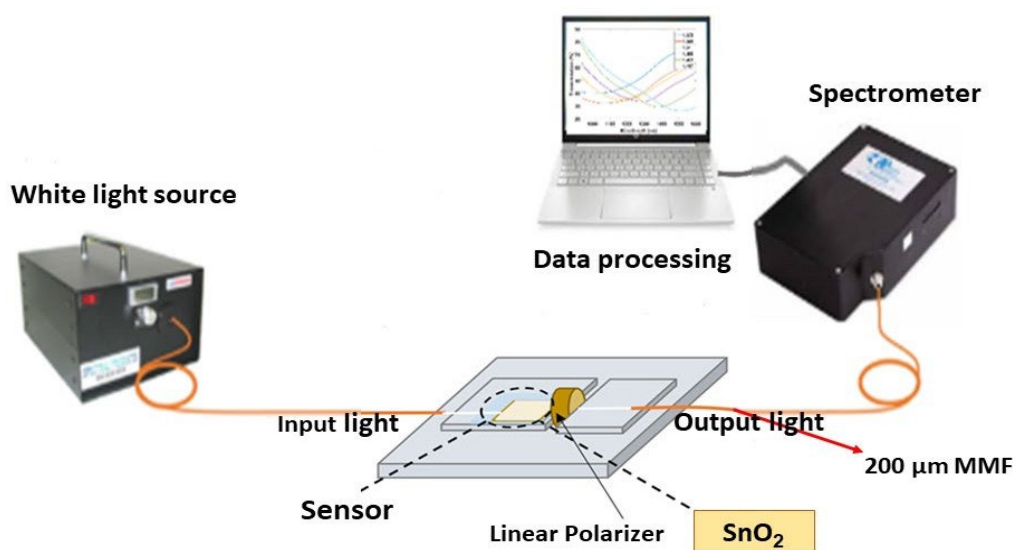 Spectrometer
White light source
Data processing
Input light
Output light
200 μm MMF
Sensor
Linear Polarizer
SnO₂